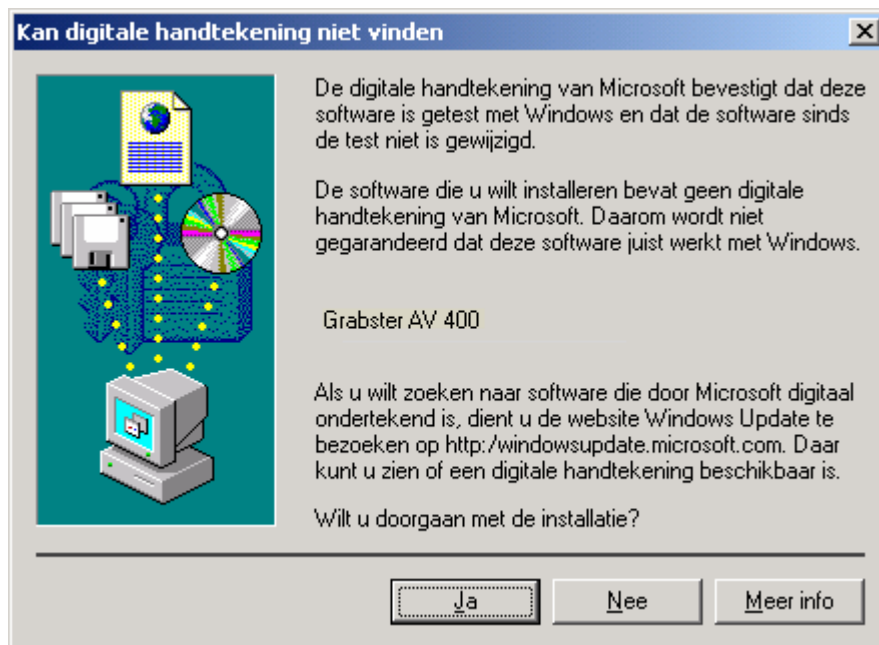 Kan digitale handtekening niet vinden
De digitale handtekening van Microsoft bevestigt dat deze
software is getest met Windows en dat de software sinds
de test niet is gewijzigd.
De software die u wilt installeren bevat geen digitale
handtekening van Microsoft. Daarom wordt niet
gegarandeerd dat deze software juist werkt met Windows.
Grabster AV 400
Als u wilt zoeken naar software die door Microsoft digitaal
ondertekend is, dient u de website Windows Update te
bezoeken op http:/windowsupdate.microsoft.com. Daar
kunt u zien of een digitale handtekening beschikbaar is.
Wilt u doorgaan met de installatie?
Ja Nee Meer info